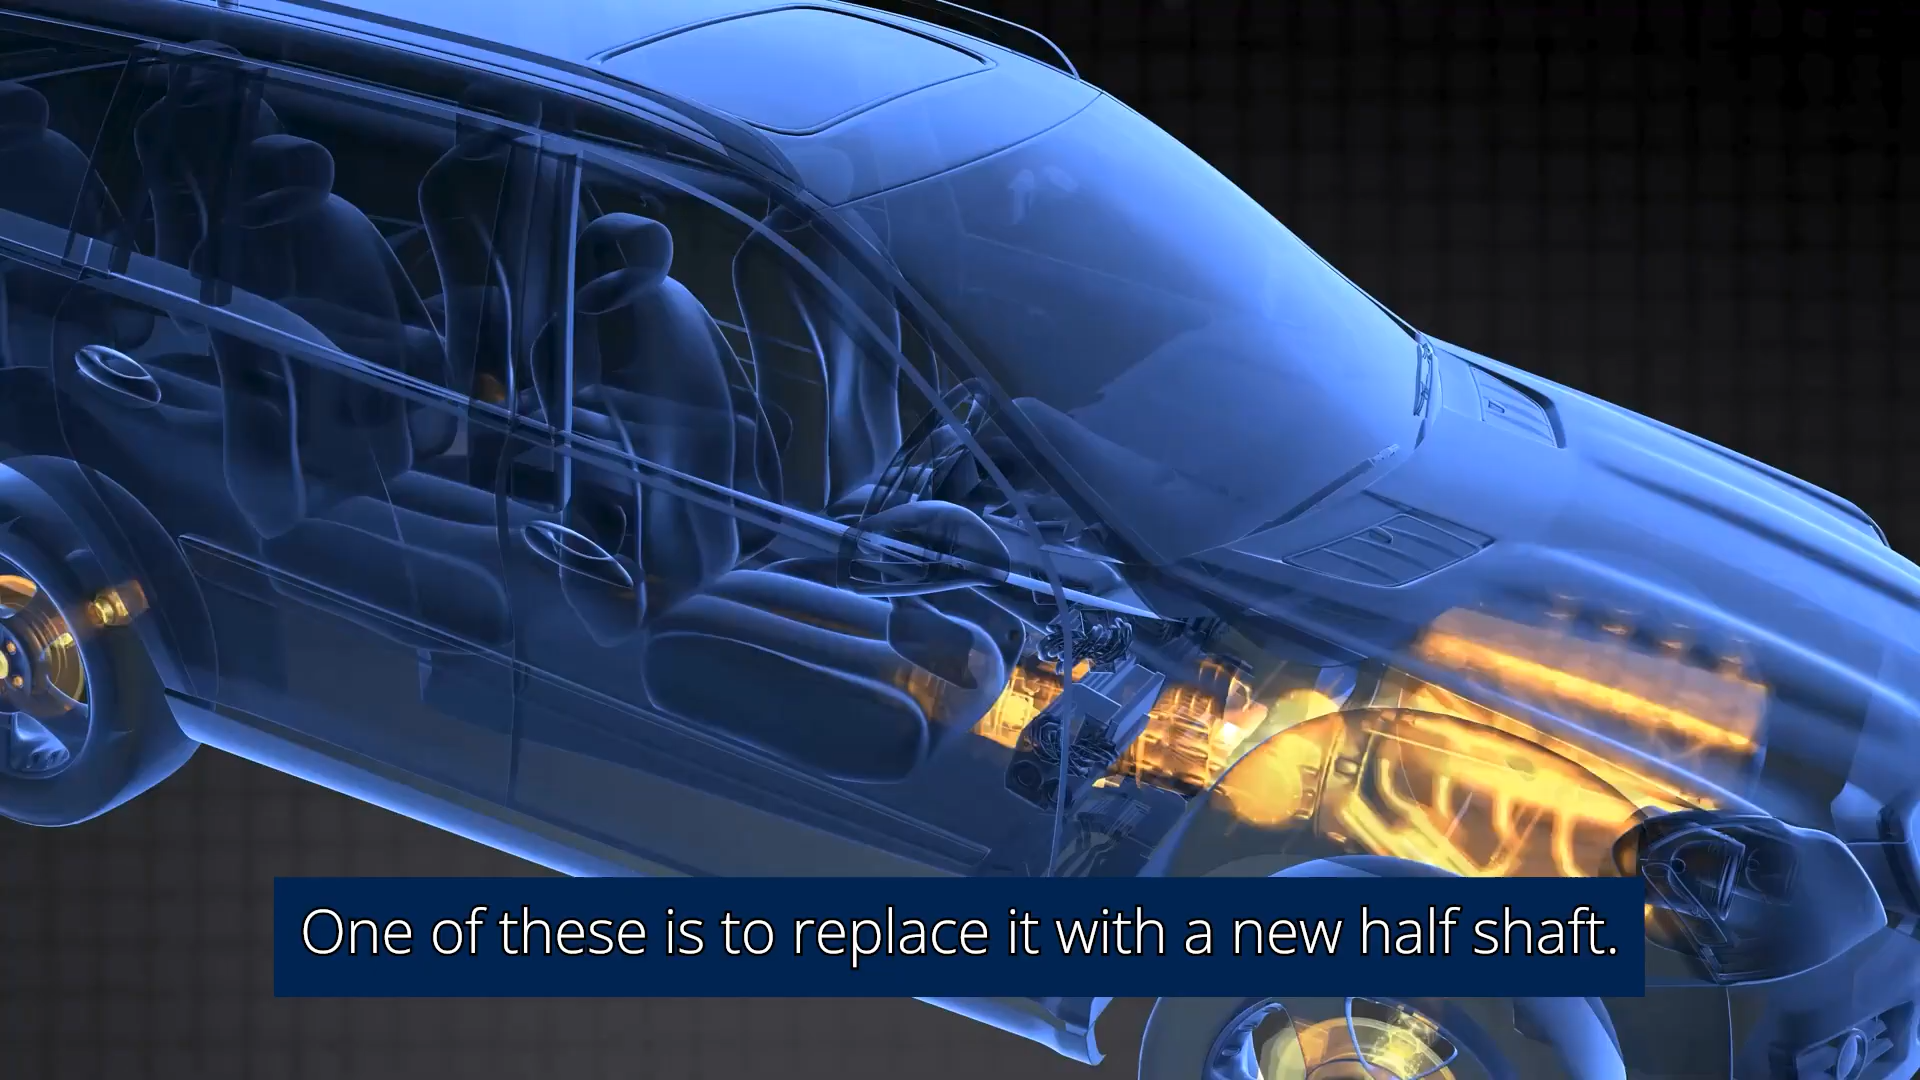 One of these is to replace it with a new half shaft.